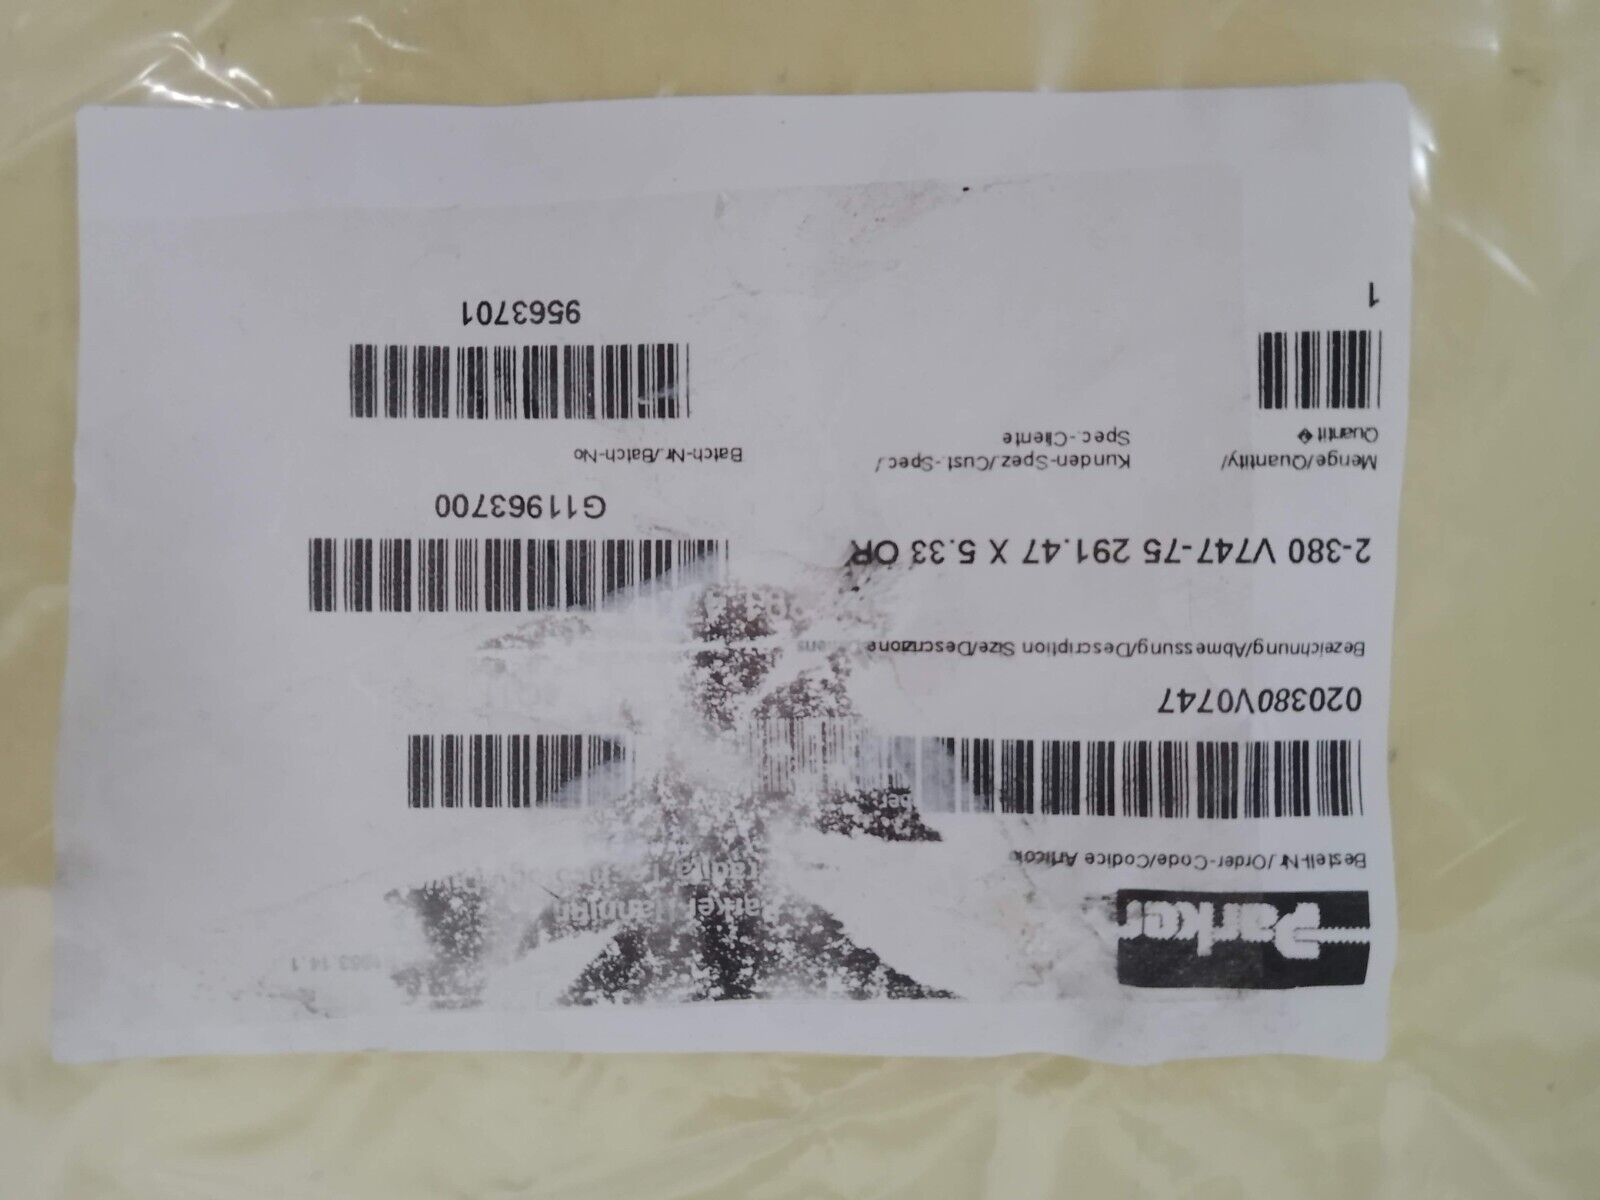 Parker
Bestell-Nr./Order-Code/Codice Articolo
020380V0747
Bezeichnung/Abmessung/Description Size/Descrizione
2-380 V747-75 291.47 X 5.33 OR
G11963700
Menge/Quantity/
Quantit�
Kunden-Spez./Cust.-Spec./
Spec.-Cliente
Batch-Nr./Batch-No
1
9563701